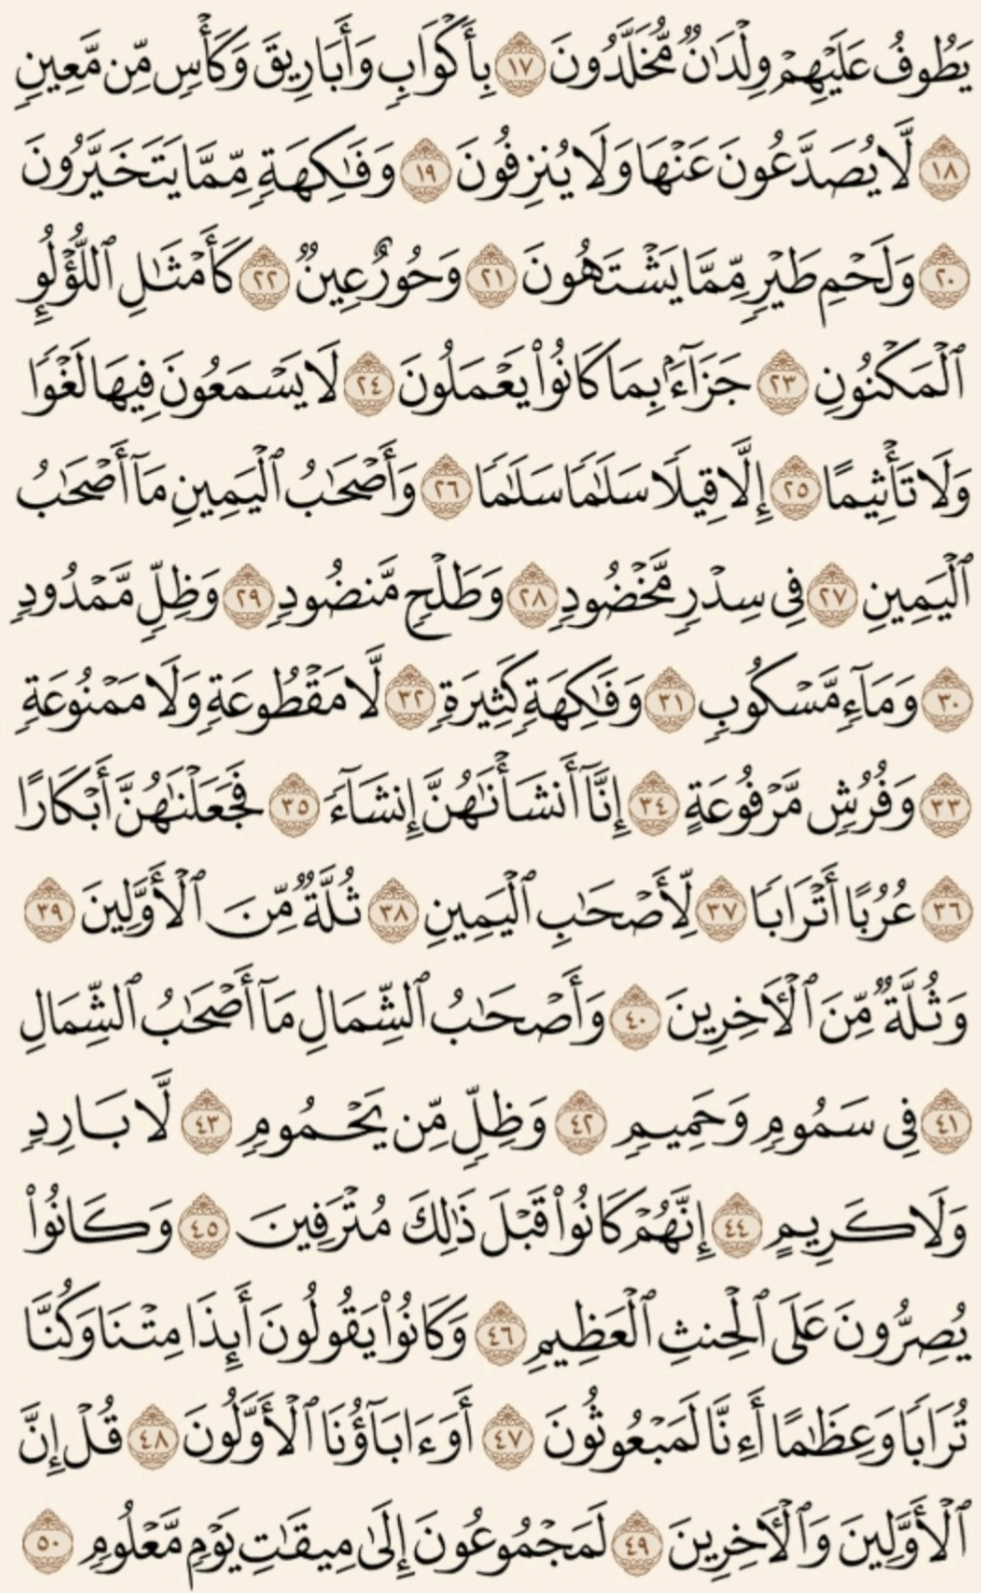 يَطُوفُ عَلَيْهِمْ وِلْدَٰنٌ مُّخَلَّدُونَ ١٧ بِأَكْوَابٍ وَأَبَارِيقَ وَكَأْسٍ مِّن مَّعِينٍ
١٨ لَّا يُصَدَّعُونَ عَنْهَا وَلَا يُنزِفُونَ ١٩ وَفَـٰكِهَةٍ مِّمَّا يَتَخَيَّرُونَ
٢٠ وَلَحْمِ طَيْرٍ مِّمَّا يَشْتَهُونَ ٢١ وَحُورٌ عِينٌ ٢٢ كَأَمْثَـٰلِ ٱللُّؤْلُؤِ
ٱلْمَكْنُونِ ٢٣ جَزَآءًۢ بِمَا كَانُوا۟ يَعْمَلُونَ ٢٤ لَا يَسْمَعُونَ فِيهَا لَغْوًا
وَلَا تَأْثِيمًا ٢٥ إِلَّا قِيلًا سَلَـٰمًا سَلَـٰمًا ٢٦ وَأَصْحَـٰبُ ٱلْيَمِينِ مَآ أَصْحَـٰبُ
ٱلْيَمِينِ ٢٧ فِى سِدْرٍ مَّخْضُودٍ ٢٨ وَطَلْحٍ مَّنضُودٍ ٢٩ وَظِلٍّ مَّمْدُودٍ
٣٠ وَمَآءٍ مَّسْكُوبٍ ٣١ وَفَـٰكِهَةٍ كَثِيرَةٍ ٣٢ لَّا مَقْطُوعَةٍ وَلَا مَمْنُوعَةٍ
٣٣ وَفُرُشٍ مَّرْفُوعَةٍ ٣٤ إِنَّآ أَنشَأْنَـٰهُنَّ إِنشَآءً ٣٥ فَجَعَلْنَـٰهُنَّ أَبْكَارًا
٣٦ عُرُبًا أَتْرَابًا ٣٧ لِّأَصْحَـٰبِ ٱلْيَمِينِ ٣٨ ثُلَّةٌ مِّنَ ٱلْأَوَّلِينَ ٣٩
وَثُلَّةٌ مِّنَ ٱلْـَٔاخِرِينَ ٤٠ وَأَصْحَـٰبُ ٱلشِّمَالِ مَآ أَصْحَـٰبُ ٱلشِّمَالِ
٤١ فِى سَمُومٍ وَحَمِيمٍ ٤٢ وَظِلٍّ مِّن يَحْمُومٍ ٤٣ لَّا بَارِدٍ
وَلَا كَرِيمٍ ٤٤ إِنَّهُمْ كَانُوا۟ قَبْلَ ذَٰلِكَ مُتْرَفِينَ ٤٥ وَكَانُوا۟
يُصِرُّونَ عَلَى ٱلْحِنثِ ٱلْعَظِيمِ ٤٦ وَكَانُوا۟ يَقُولُونَ أَئِذَا مِتْنَا وَكُنَّا
تُرَابًا وَعِظَـٰمًا أَءِنَّا لَمَبْعُوثُونَ ٤٧ أَوَءَابَآؤُنَا ٱلْأَوَّلُونَ ٤٨ قُلْ إِنَّ
ٱلْأَوَّلِينَ وَٱلْـَٔاخِرِينَ ٤٩ لَمَجْمُوعُونَ إِلَىٰ مِيقَـٰتِ يَوْمٍ مَّعْلُومٍ ٥٠